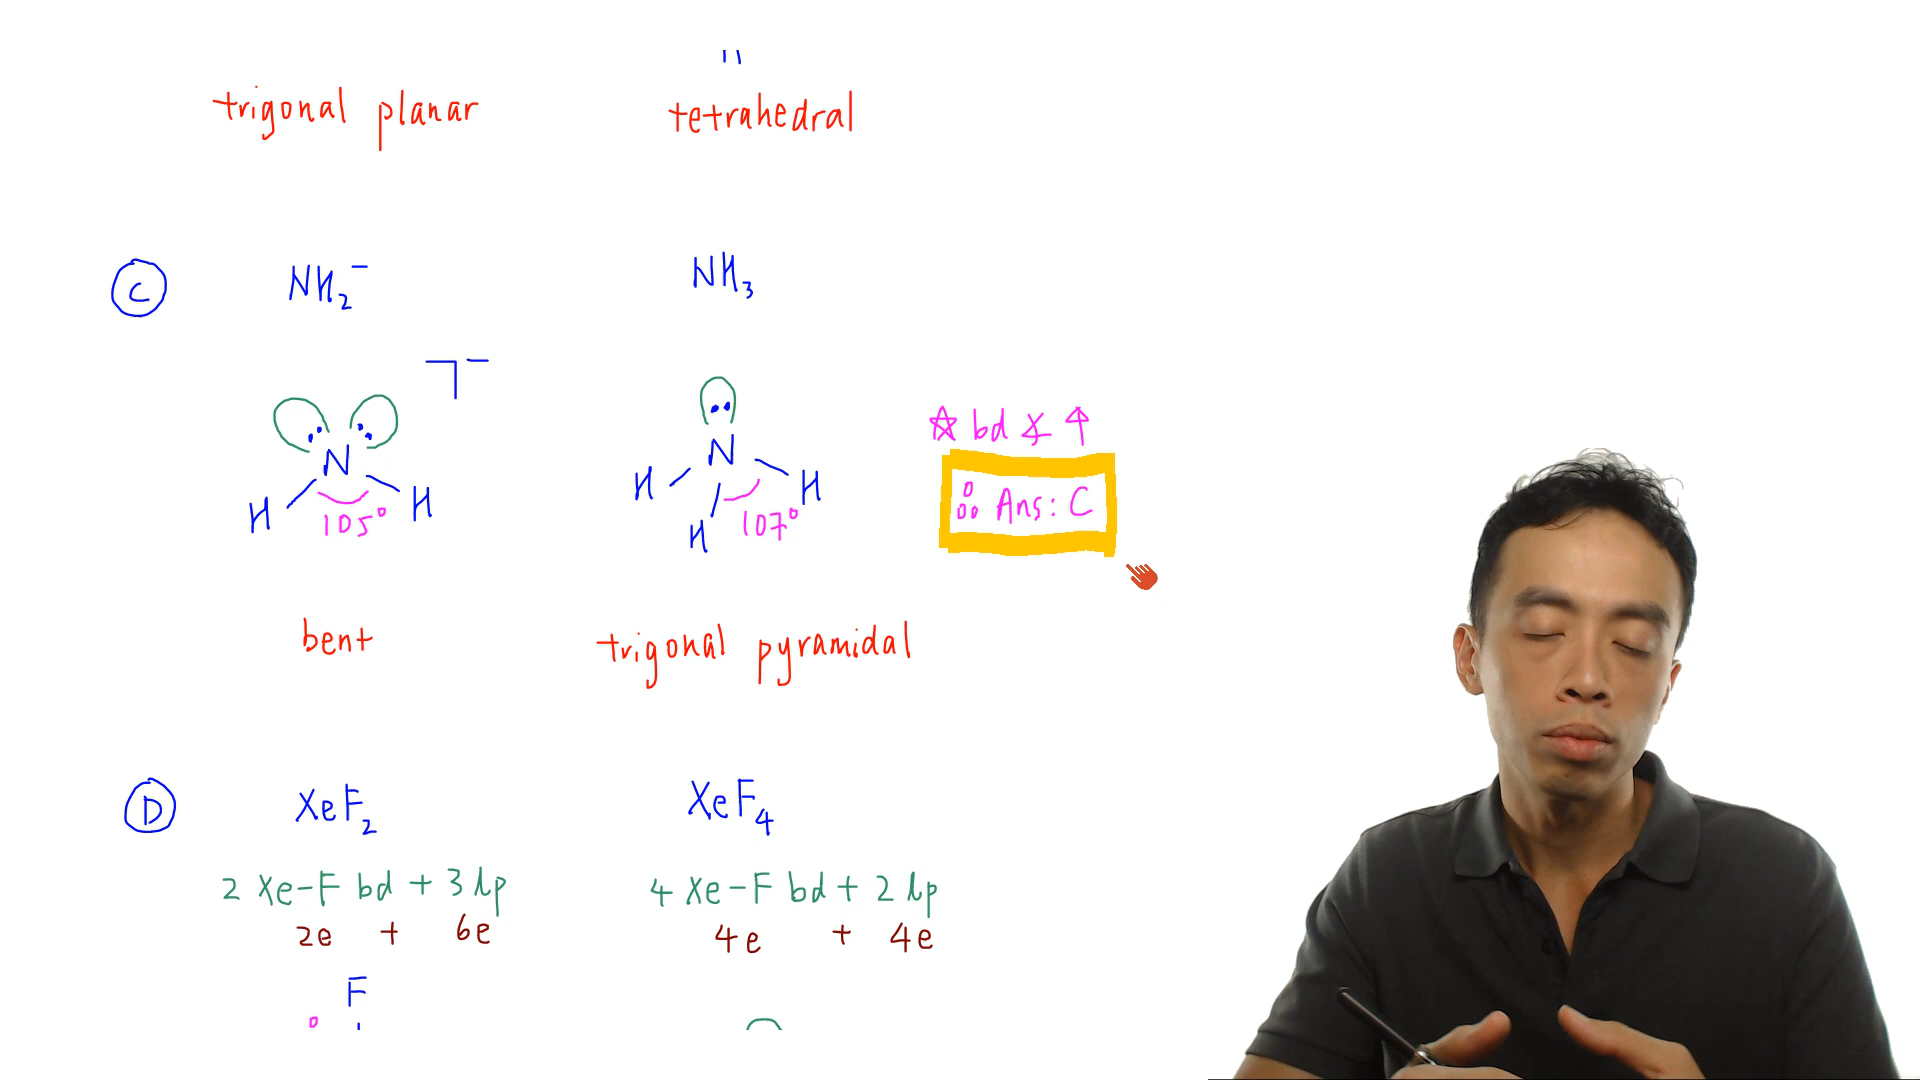 trigonal planar tetrahedral
C NH₂⁻ NH₃
N H H 105° ⁻
N H H H 107°
☆ bd ∡ ↑
∴ Ans: C
bent trigonal pyramidal
D XeF₂ XeF₄
2 Xe-F bd + 3 lp 4 Xe-F bd + 2 lp
2e + 6e 4e + 4e
F